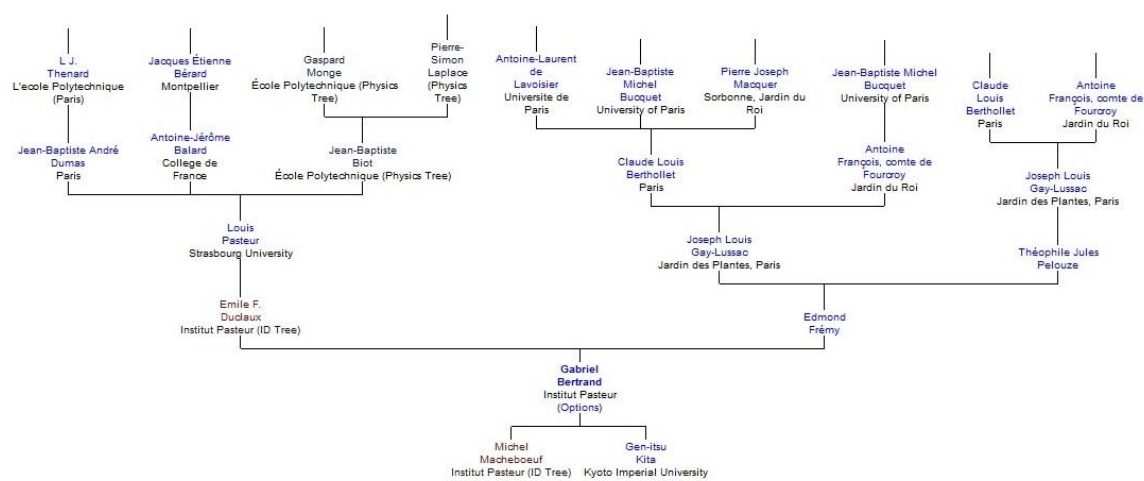 L J.
Thenard
L'ecole Polytechnique
(Paris)
Jacques Étienne
Bérard
Montpellier
Gaspard
Monge
École Polytechnique (Physics
Tree)
Pierre-
Simon
Laplace
(Physics
Tree)
Antoine-Laurent
de
Lavoisier
Universite de
Paris
Jean-Baptiste
Michel
Bucquet
University of Paris
Pierre Joseph
Macquer
Sorbonne, Jardin du
Roi
Jean-Baptiste Michel
Bucquet
University of Paris
Claude
Louis
Berthollet
Paris
Antoine
François, comte de
Fourcroy
Jardin du Roi
Jean-Baptiste André
Dumas
Paris
Antoine-Jérôme
Balard
College de
France
Jean-Baptiste
Biot
École Polytechnique (Physics Tree)
Claude Louis
Berthollet
Paris
Antoine
François, comte de
Fourcroy
Jardin du Roi
Joseph Louis
Gay-Lussac
Jardin des Plantes, Paris
Louis
Pasteur
Strasbourg University
Joseph Louis
Gay-Lussac
Jardin des Plantes, Paris
Théophile Jules
Pelouze
Emile F.
Duclaux
Institut Pasteur (ID Tree)
Edmond
Frémy
Gabriel
Bertrand
Institut Pasteur
(Options)
Michel
Macheboeuf
Institut Pasteur (ID Tree)
Gen-itsu
Kita
Kyoto Imperial University